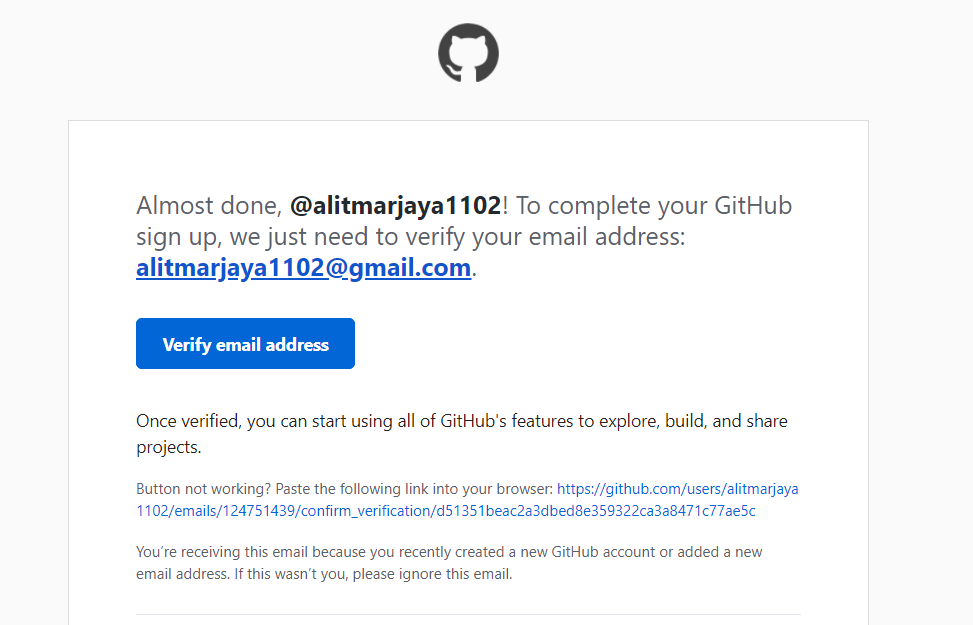 Almost done, @alitmarjaya1102! To complete your GitHub
sign up, we just need to verify your email address:
alitmarjaya1102@gmail.com.
Verify email address
Once verified, you can start using all of GitHub's features to explore, build, and share
projects.
Button not working? Paste the following link into your browser: https://github.com/users/alitmarjaya
1102/emails/124751439/confirm_verification/d51351beac2a3dbed8e359322ca3a8471c77ae5c
You’re receiving this email because you recently created a new GitHub account or added a new
email address. If this wasn’t you, please ignore this email.